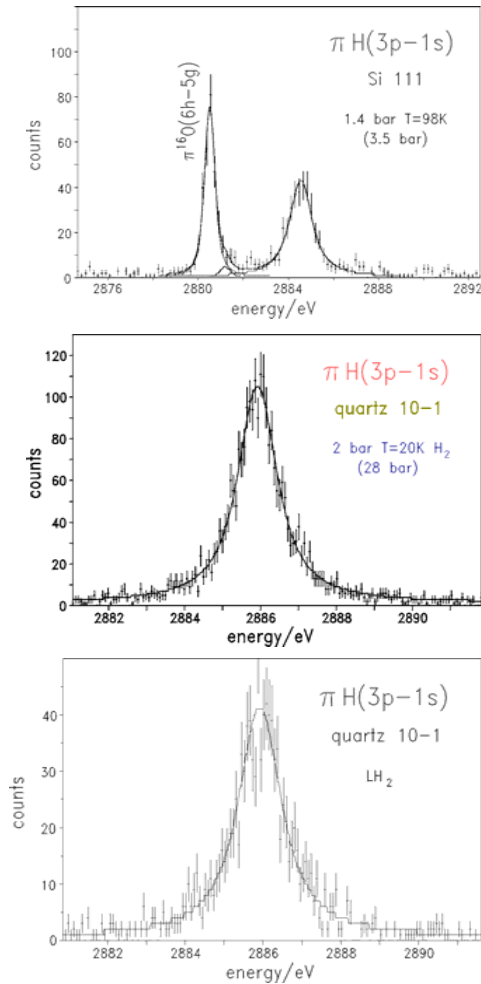 120
100
80
60
40
20
0
counts
π¹⁶O(6h−5g)
π H(3p−1s)
Si 111
1.4 bar T=98K
(3.5 bar)
2876 2880 2884 2888 2892
energy/eV
120
100
80
60
40
20
0
counts
π H(3p−1s)
quartz 10−1
2 bar T=20K H₂
(28 bar)
2882 2884 2886 2888 2890
energy/eV
40
30
20
10
0
counts
π H(3p−1s)
quartz 10−1
LH₂
2882 2884 2886 2888 2890
energy/eV